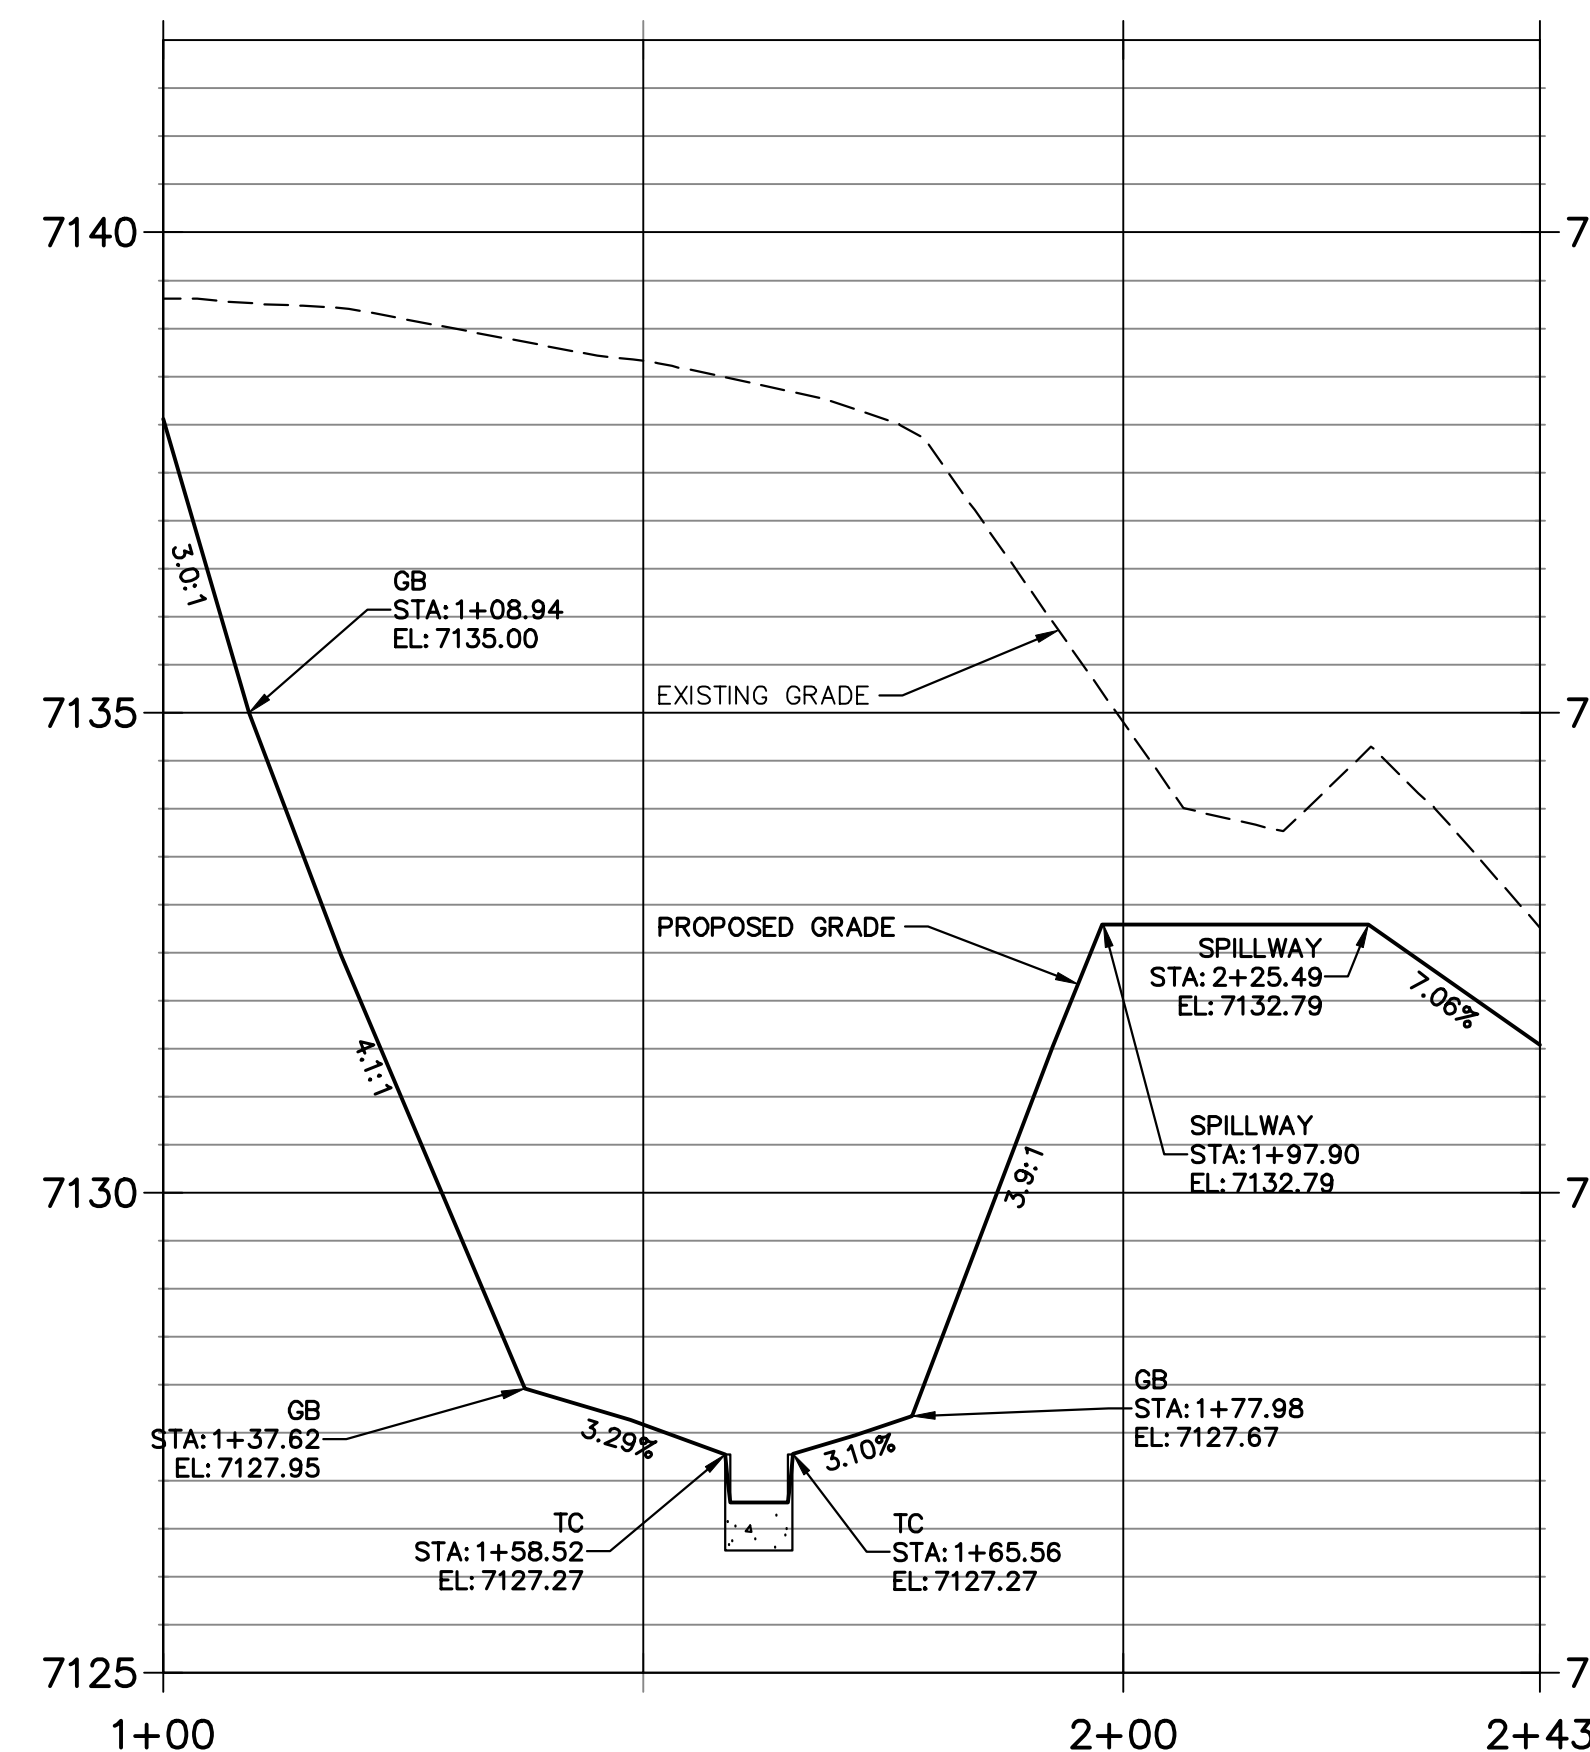 7140
7
3.0:1
GB
STA: 1+08.94
EL: 7135.00
EXISTING GRADE
7135
7
PROPOSED GRADE
SPILLWAY
STA: 2+25.49
EL: 7132.79
7.06%
4.1:1
SPILLWAY
STA: 1+97.90
EL: 7132.79
3.9:1
7130
7
GB
STA: 1+37.62
EL: 7127.95
3.29%
3.10%
GB
STA: 1+77.98
EL: 7127.67
TC
STA: 1+58.52
EL: 7127.27
TC
STA: 1+65.56
EL: 7127.27
7125
7
1+00
2+00
2+43